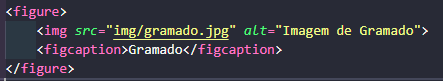 <figure>
    <img src="img/gramado.jpg" alt="Imagem de Gramado">
    <figcaption>Gramado</figcaption>
</figure>